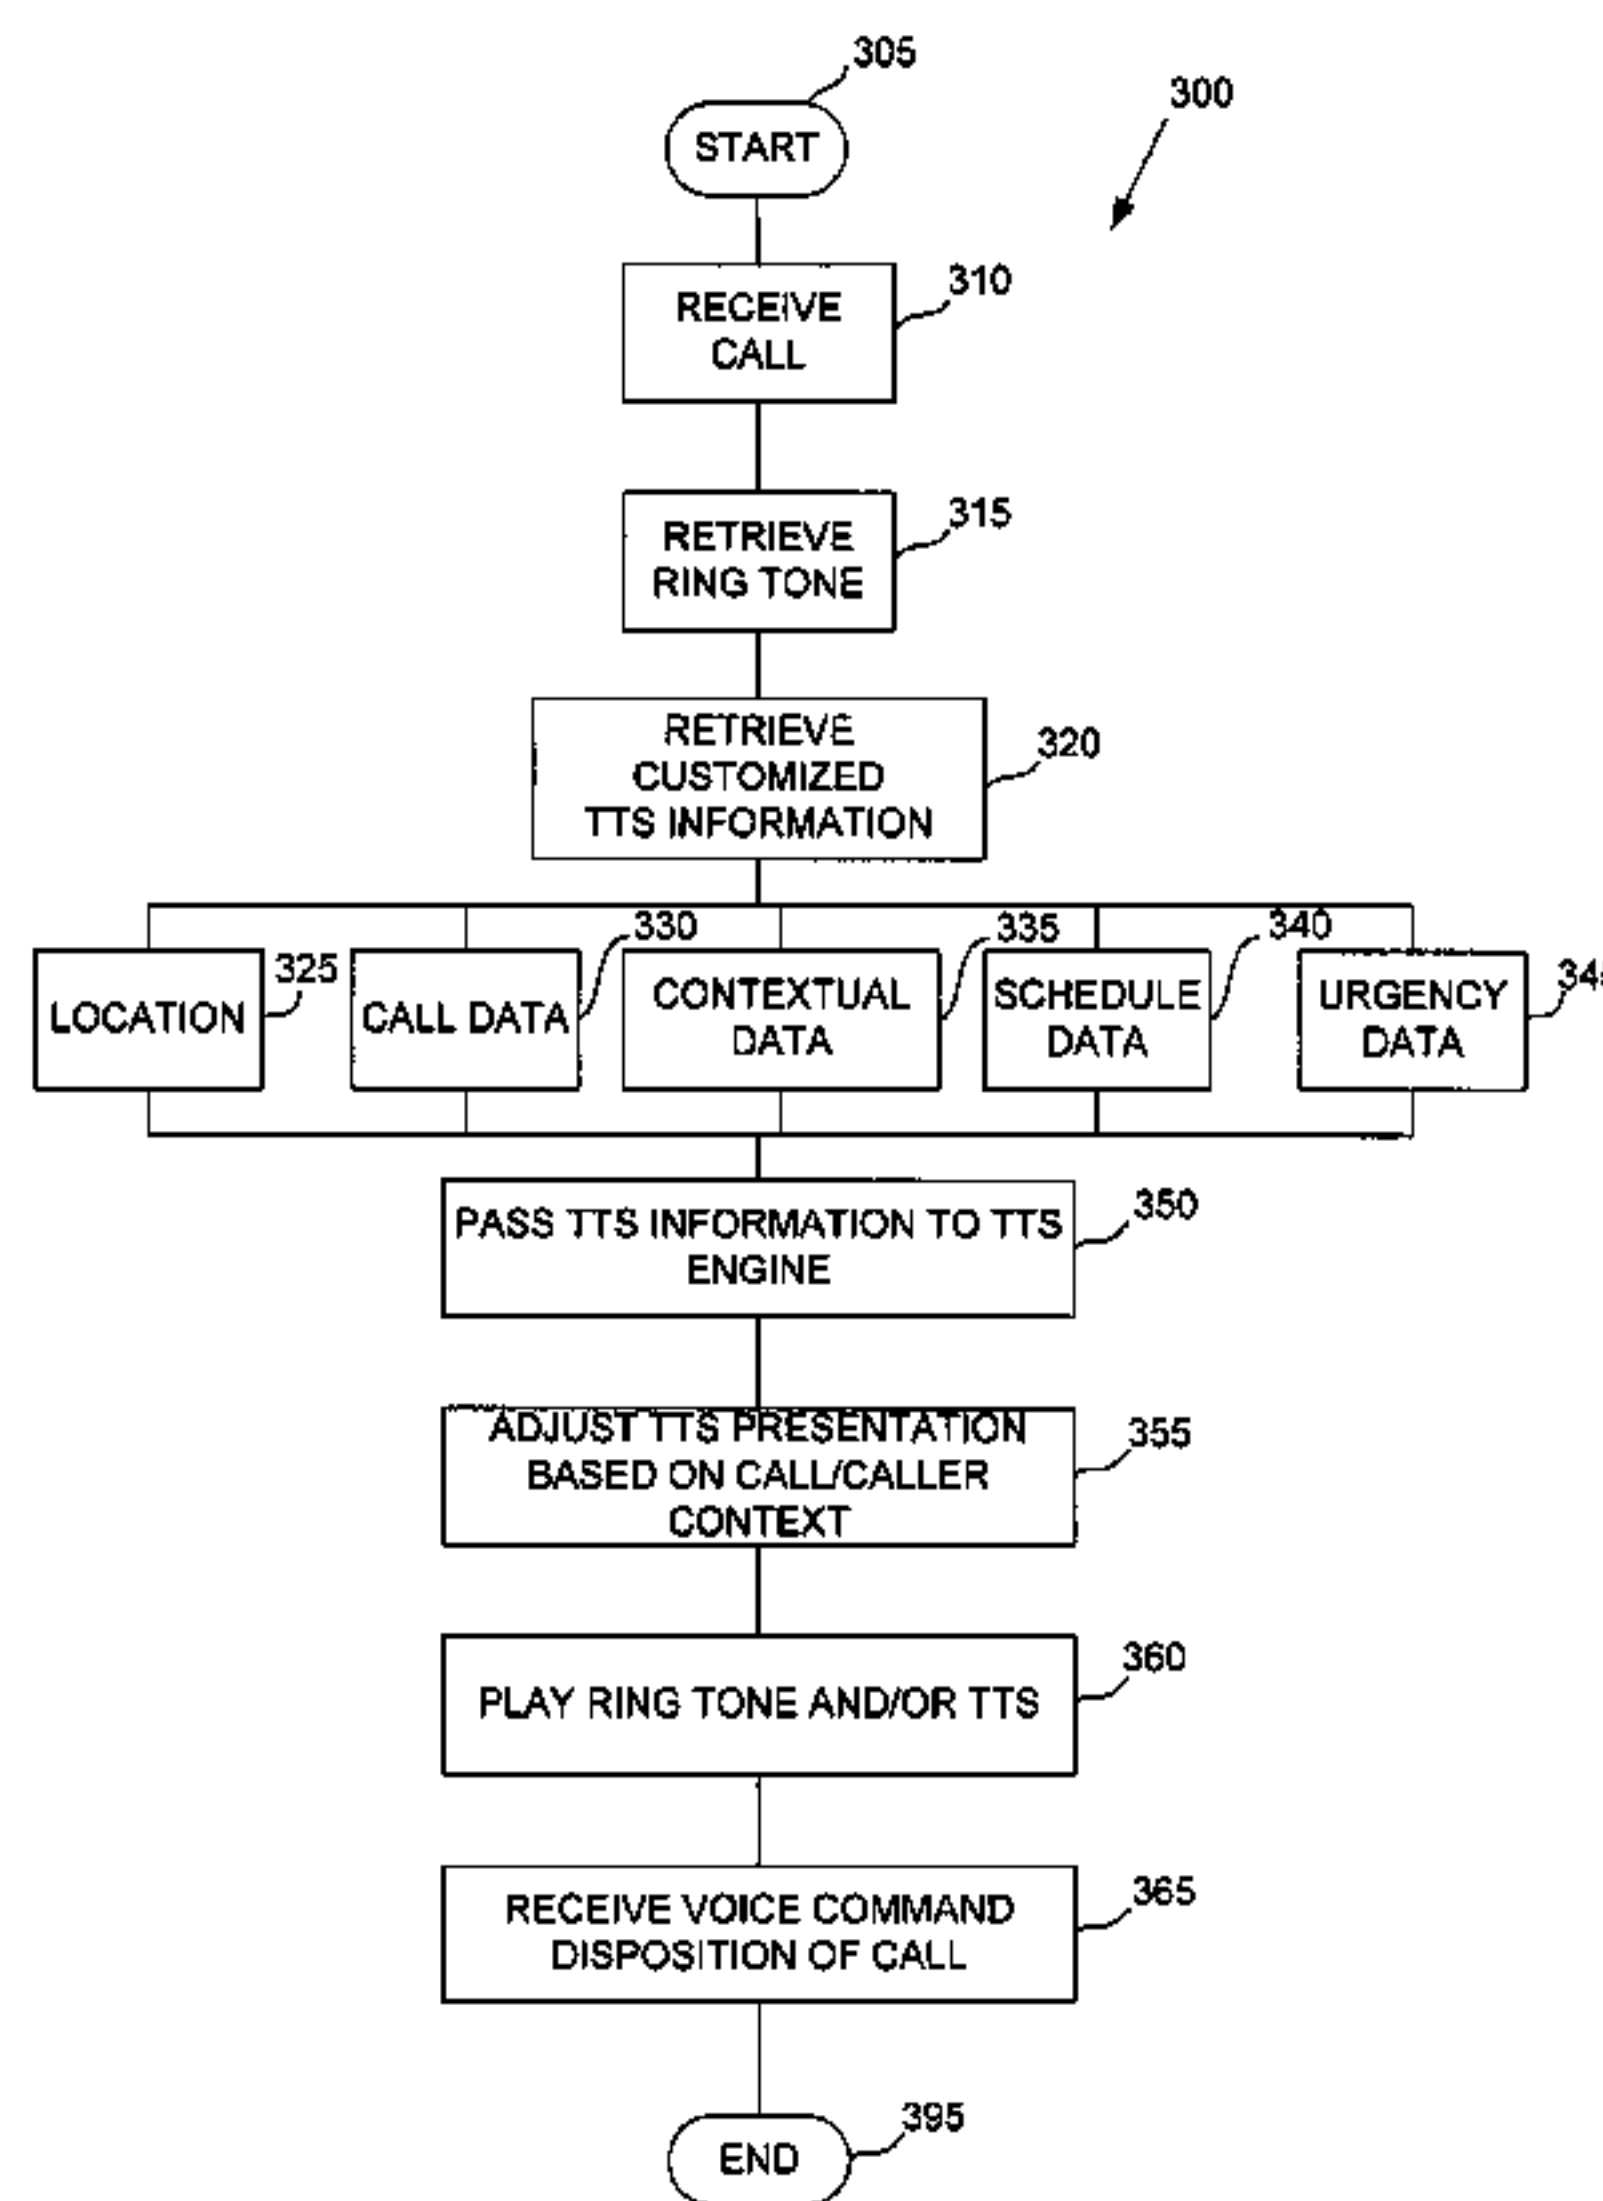 305
300
START
310
RECEIVE
CALL
315
RETRIEVE
RING TONE
320
RETRIEVE
CUSTOMIZED
TTS INFORMATION
325
LOCATION
330
CALL DATA
335
CONTEXTUAL
DATA
340
SCHEDULE
DATA
URGENCY
DATA
350
PASS TTS INFORMATION TO TTS
ENGINE
355
ADJUST TTS PRESENTATION
BASED ON CALL/CALLER
CONTEXT
360
PLAY RING TONE AND/OR TTS
365
RECEIVE VOICE COMMAND
DISPOSITION OF CALL
395
END